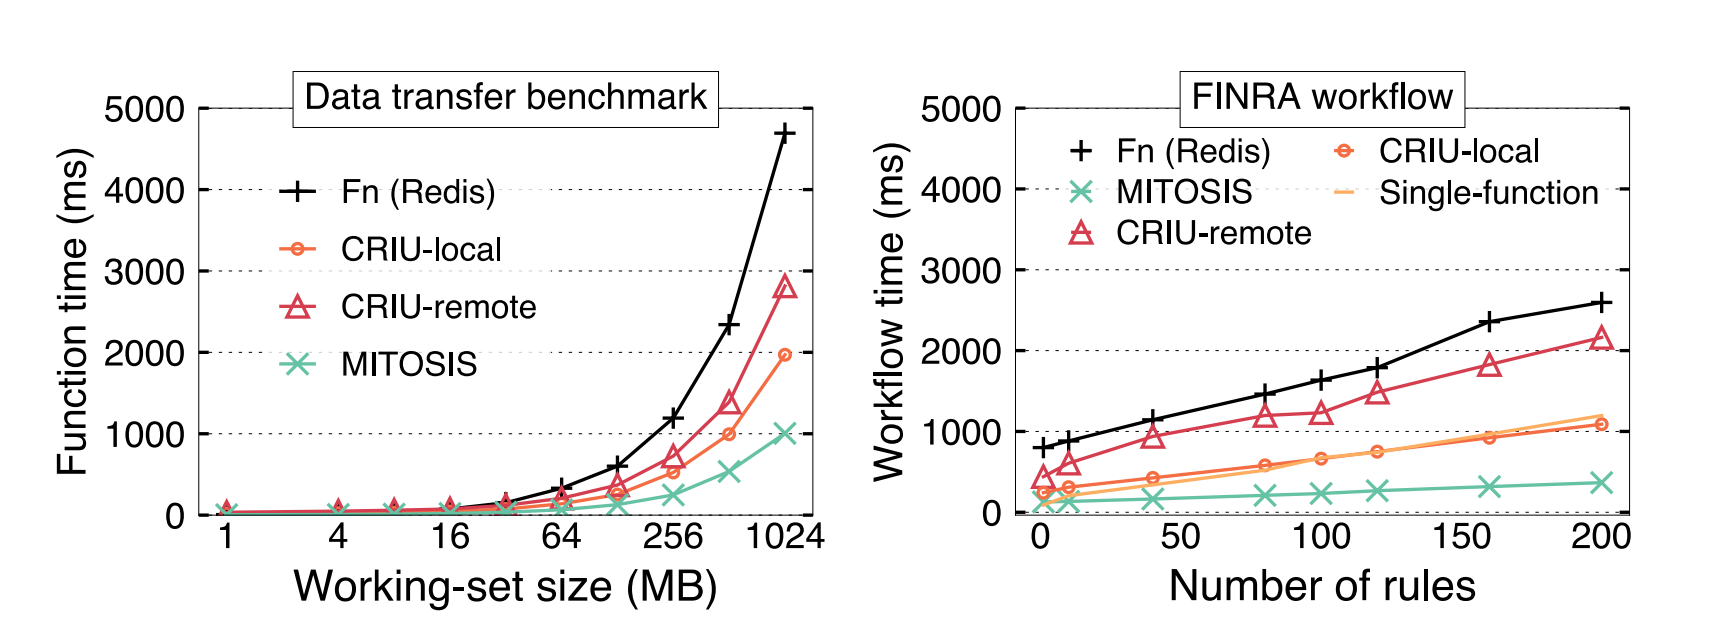 Data transfer benchmark
5000
4000
3000
2000
1000
0
Function time (ms)
Fn (Redis)
CRIU-local
CRIU-remote
MITOSIS
1 4 16 64 256 1024
Working-set size (MB)
FINRA workflow
5000
4000
3000
2000
1000
0
Workflow time (ms)
Fn (Redis) CRIU-local
MITOSIS Single-function
CRIU-remote
0 50 100 150 200
Number of rules